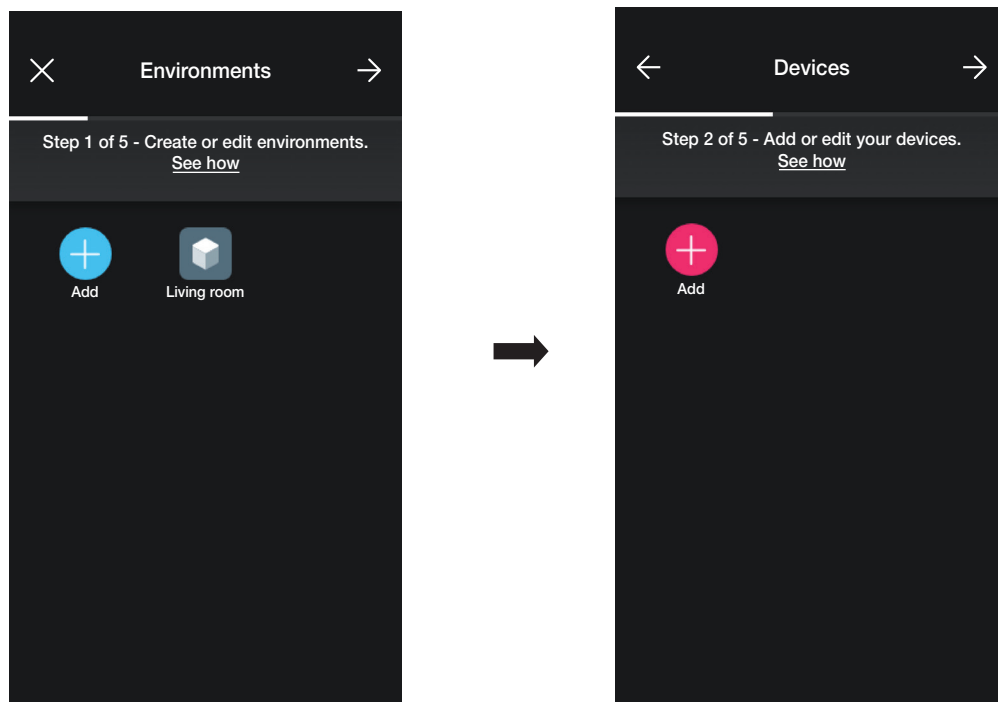 Environments
Step 1 of 5 - Create or edit environments.
See how
Add
Living room
Devices
Step 2 of 5 - Add or edit your devices.
See how
Add